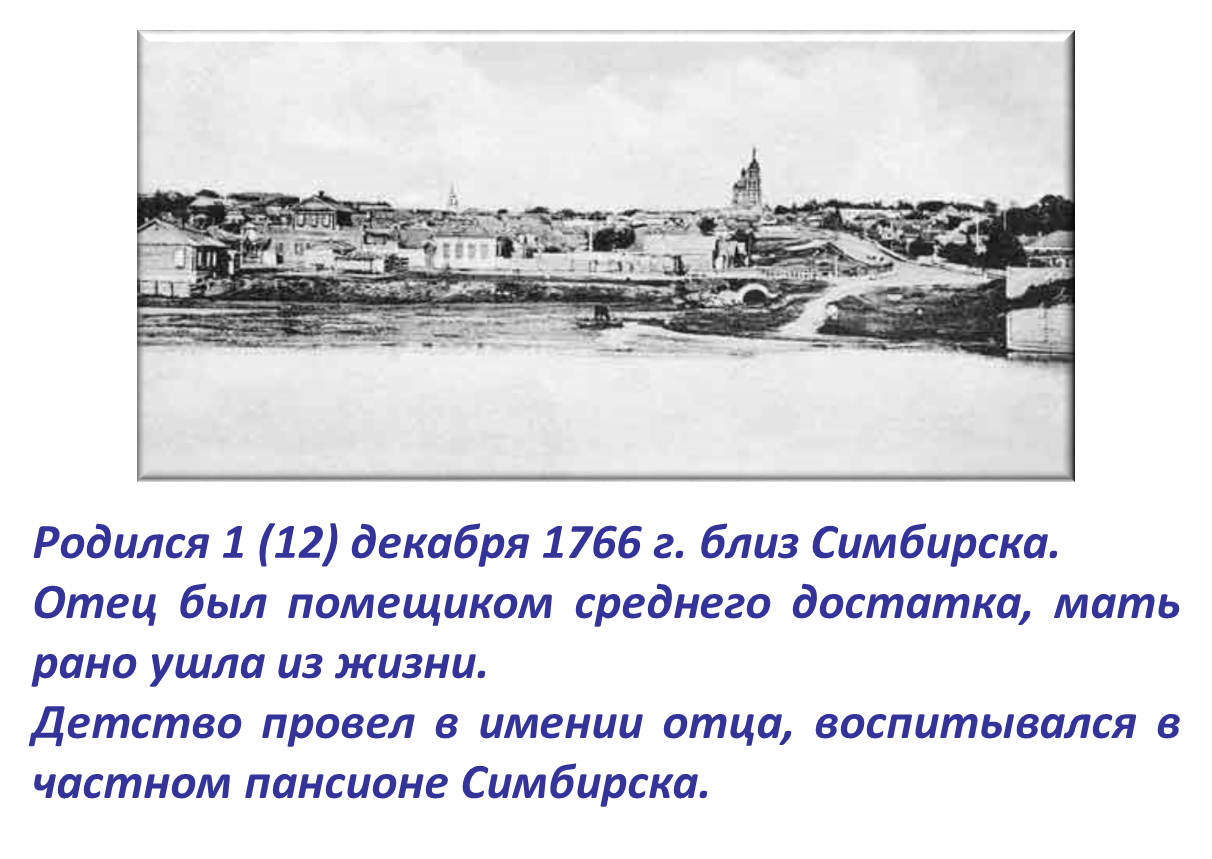 Родился 1 (12) декабря 1766 г. близ Симбирска.
Отец был помещиком среднего достатка, мать
рано ушла из жизни.
Детство провел в имении отца, воспитывался в
частном пансионе Симбирска.